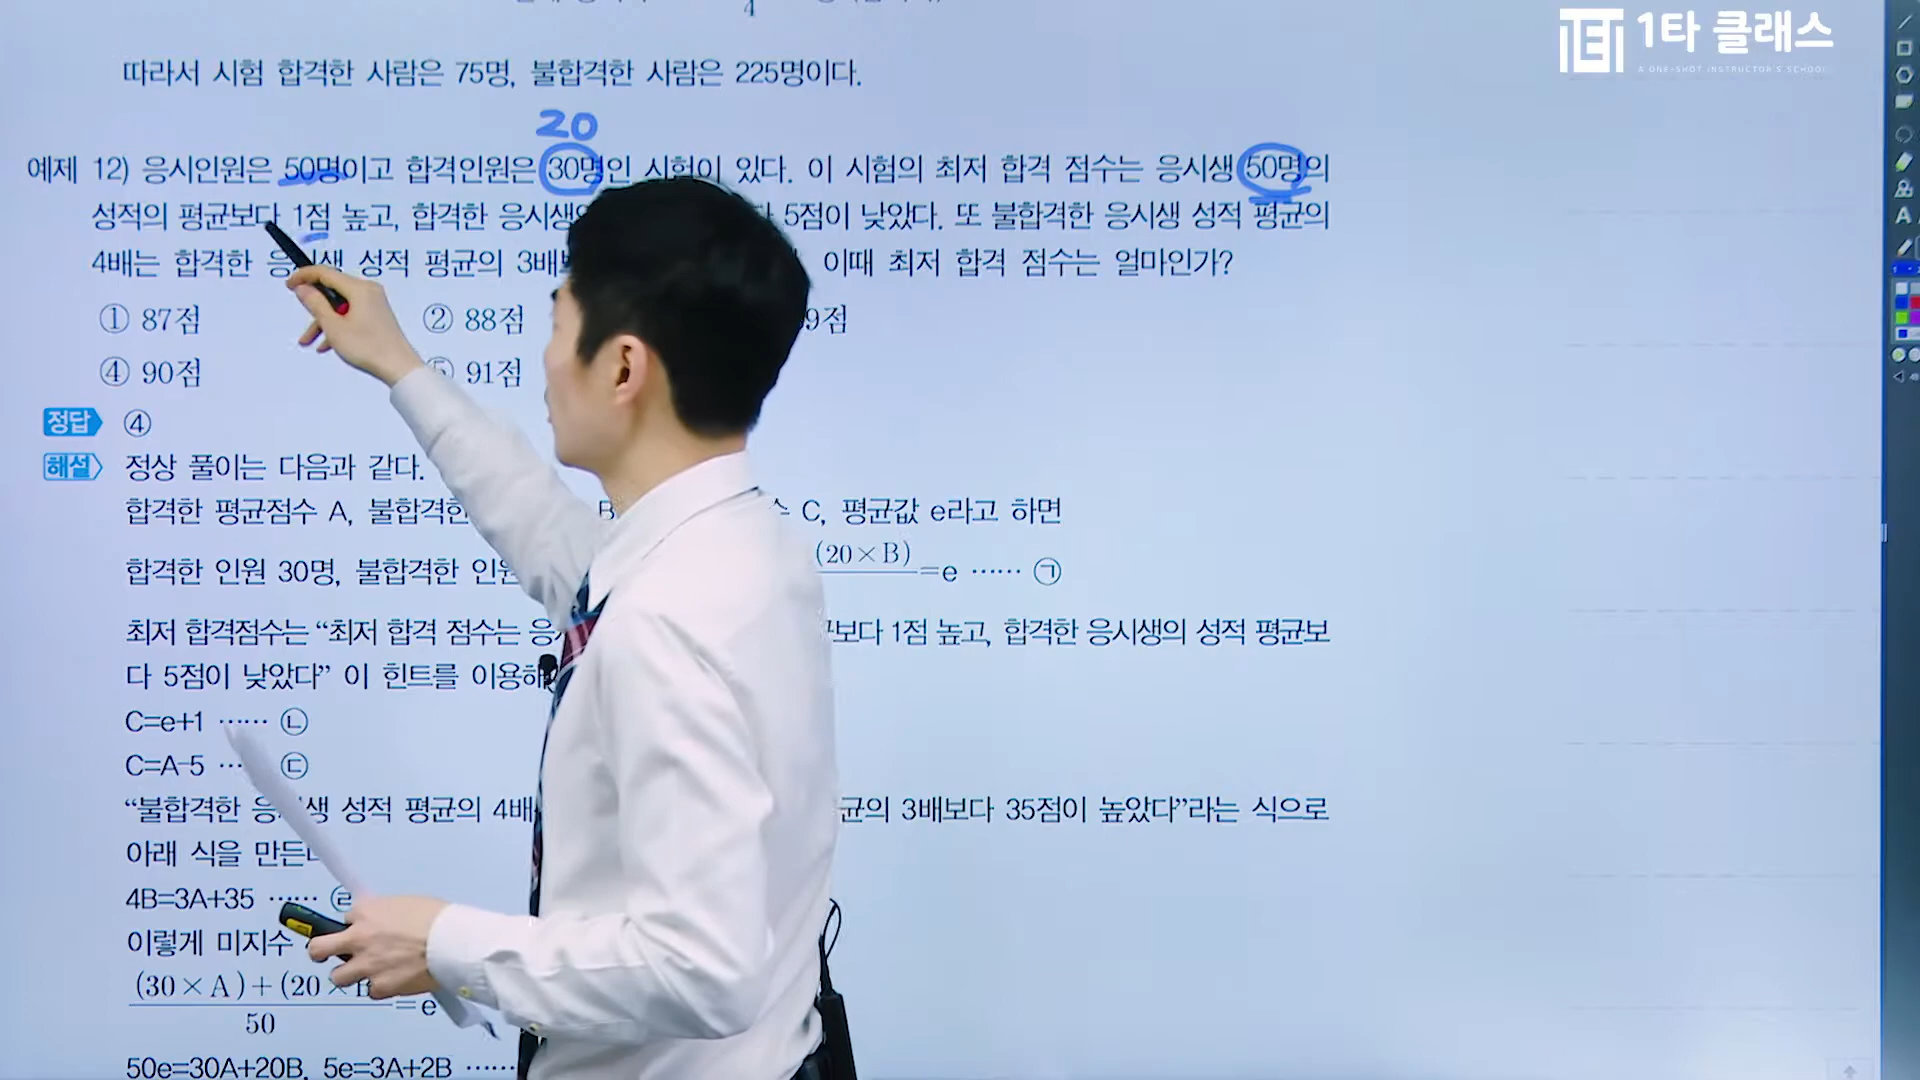 1타 클래스
A ONE-SHOT INSTRUCTOR'S SCHOOL
따라서 시험 합격한 사람은 75명, 불합격한 사람은 225명이다.
20
예제 12) 응시인원은 50명이고 합격인원은 30명인 시험이 있다. 이 시험의 최저 합격 점수는 응시생 50명의
성적의 평균보다 1점 높고, 합격한 응시생의 5점이 낮았다. 또 불합격한 응시생 성적 평균의
4배는 합격한 응시생 성적 평균의 3배보 이때 최저 합격 점수는 얼마인가?
① 87점 ② 88점 9점
④ 90점 ⑤ 91점
정답 ④
해설 정상 풀이는 다음과 같다.
합격한 평균점수 A, 불합격한 B C, 평균값 e라고 하면
합격한 인원 30명, 불합격한 인원 (20×B) =e ⋯⋯ ㉠
최저 합격점수는 “최저 합격 점수는 응 보다 1점 높고, 합격한 응시생의 성적 평균보
다 5점이 낮았다” 이 힌트를 이용해
C=e+1 ⋯⋯ ㉡
C=A-5 ⋯ ㉢
“불합격한 응시생 성적 평균의 4배 균의 3배보다 35점이 높았다”라는 식으로
아래 식을 만든다
4B=3A+35 ⋯⋯ ㉣
이렇게 미지수
(30×A)+(20×B
50
=e
50e=30A+20B, 5e=3A+2B ⋯⋯